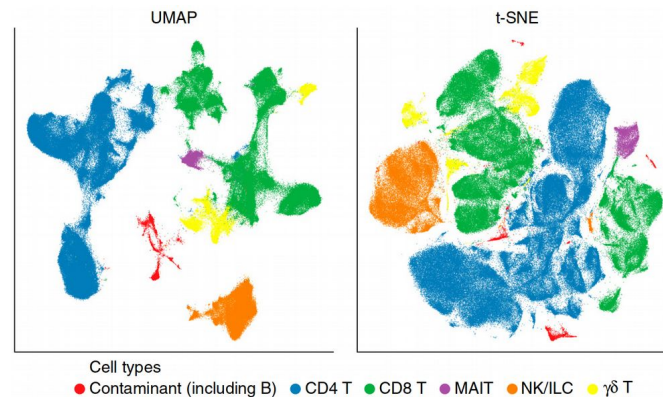 UMAP
t-SNE
Cell types
Contaminant (including B) CD4 T CD8 T MAIT NK/ILC γδ T